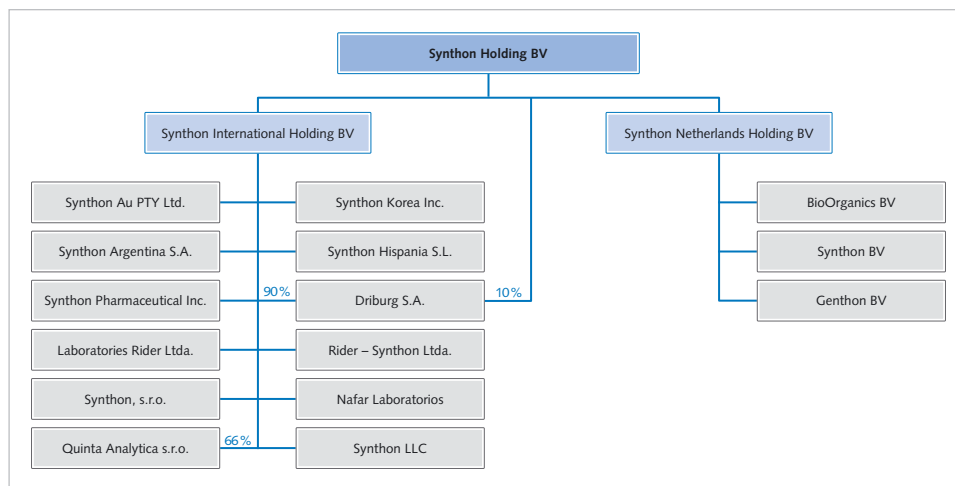 Synthon Holding BV
Synthon International Holding BV
Synthon Netherlands Holding BV
Synthon Au PTY Ltd.
Synthon Korea Inc.
BioOrganics BV
Synthon Argentina S.A.
Synthon Hispania S.L.
Synthon BV
Synthon Pharmaceutical Inc.
90%
Driburg S.A.
10%
Genthon BV
Laboratories Rider Ltda.
Rider – Synthon Ltda.
Synthon, s.r.o.
Nafar Laboratorios
Quinta Analytica s.r.o.
66%
Synthon LLC